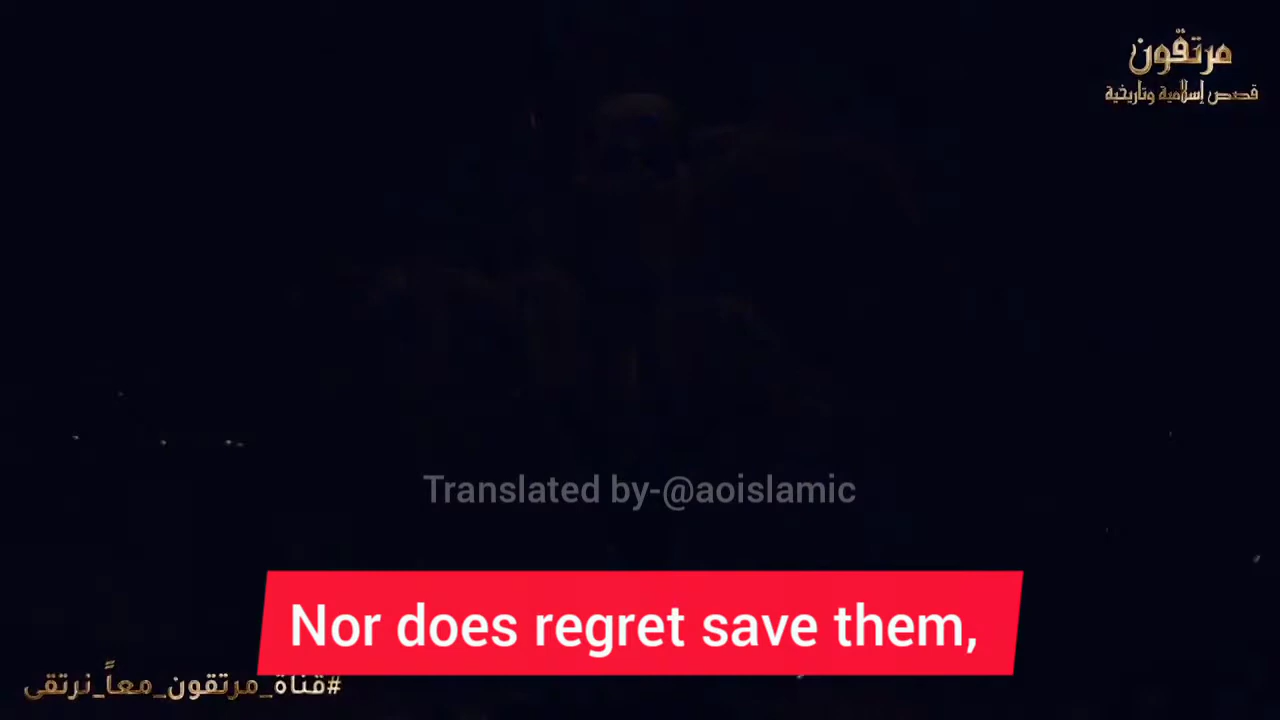 مرتقون
قصص إسلامية وتاريخية
Translated by-@aoislamic
Nor does regret save them,
#قناة_مرتقون_معاً_نرتقى